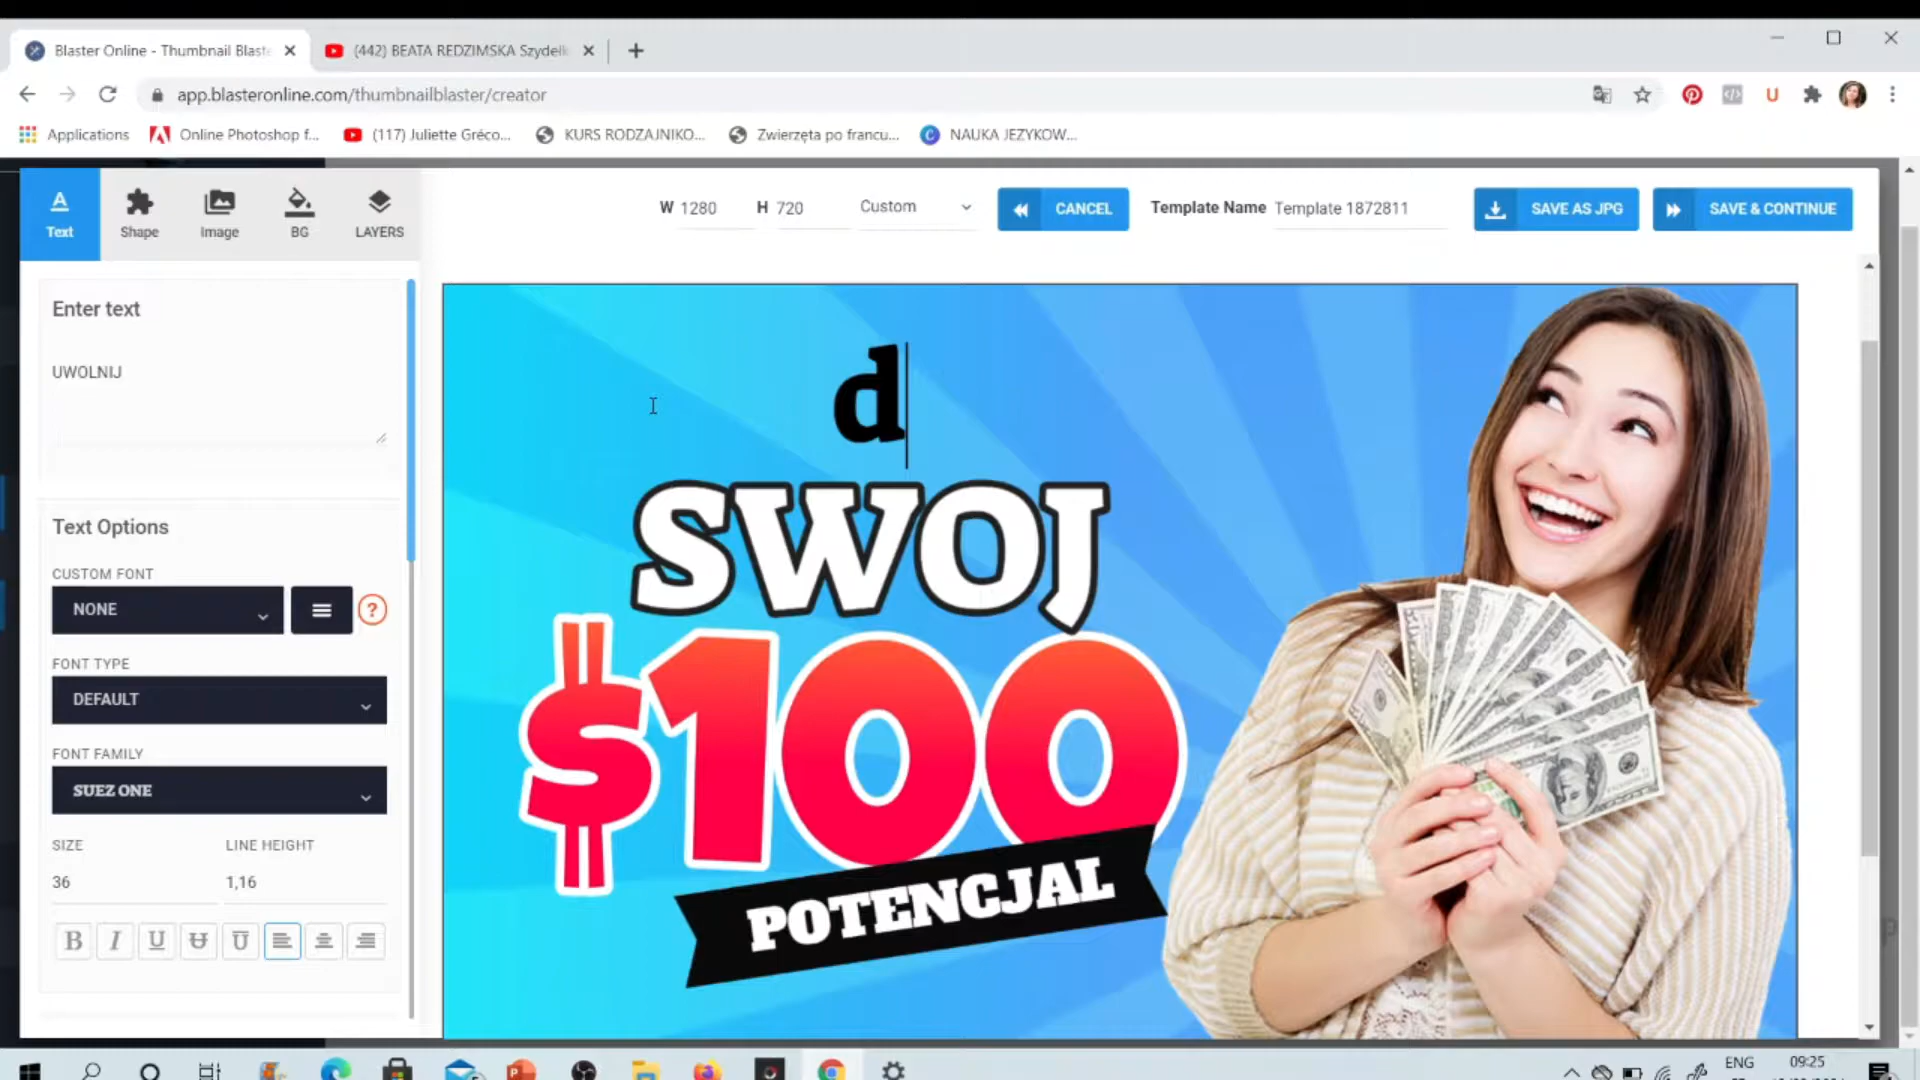 Blaster Online - Thumbnail Blaste
(442) BEATA REDZIMSKA Szydełk
app.blasteronline.com/thumbnailblaster/creator
Applications
Online Photoshop f...
(117) Juliette Gréco...
KURS RODZAJNIKO...
Zwierzęta po francu...
NAUKA JEZYKOW...
Text
Shape
Image
BG
LAYERS
W 1280
H 720
Custom
CANCEL
Template Name Template 1872811
SAVE AS JPG
SAVE & CONTINUE
Enter text
UWOLNIJ
Text Options
CUSTOM FONT
NONE
?
FONT TYPE
DEFAULT
FONT FAMILY
SUEZ ONE
SIZE
LINE HEIGHT
36
1,16
B I U U U
d
SWOJ
$100
POTENCJAL
ENG
09:25